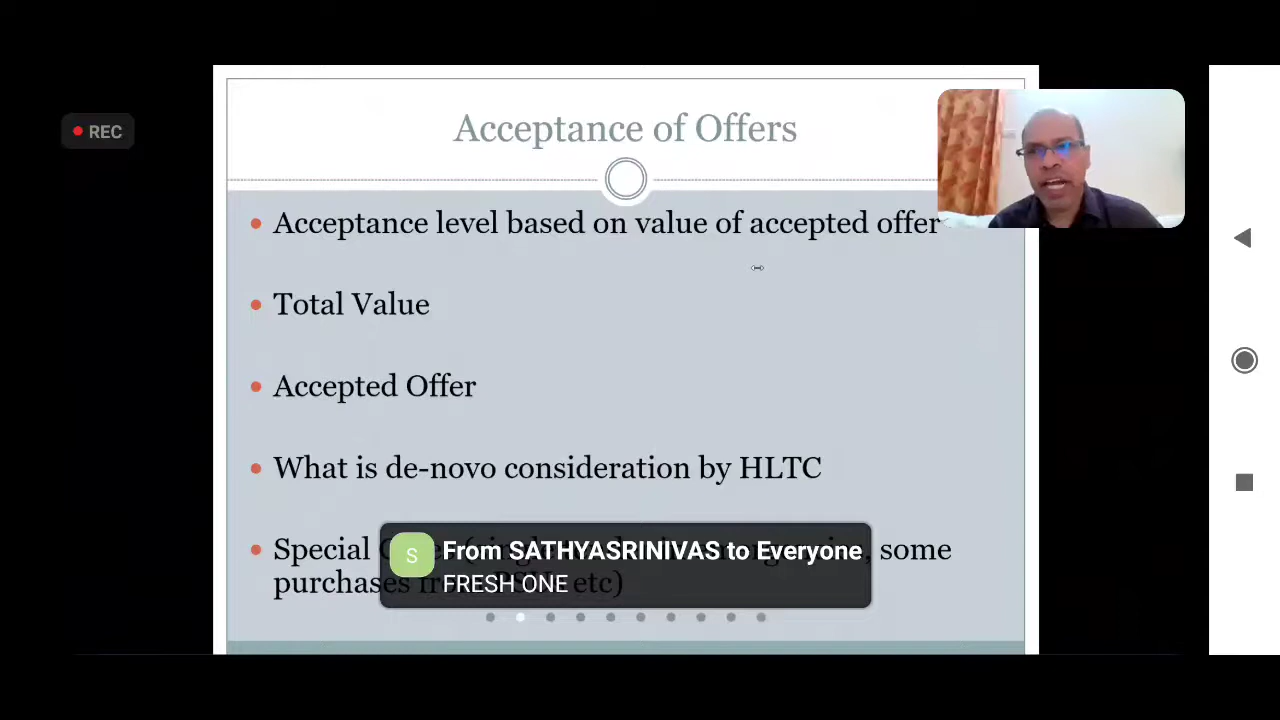 REC
Acceptance of Offers
• Acceptance level based on value of accepted offer
• Total Value
• Accepted Offer
• What is de-novo consideration by HLTC
• Special some
purchases etc)
S
From SATHYASRINIVAS to Everyone
FRESH ONE